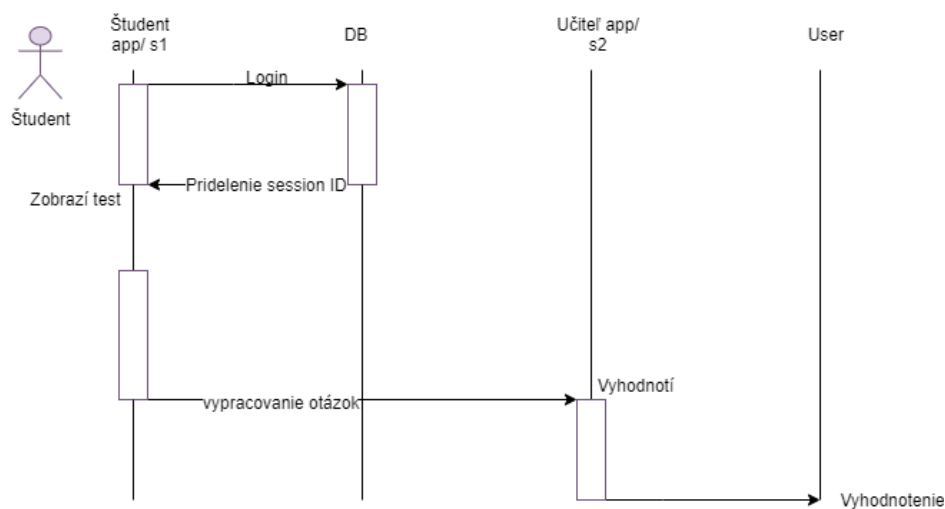 Študent
app/ s1
DB
Učiteľ app/
s2
User
Študent
Login
Pridelenie session ID
Zobrazí test
Vyhodnotí
vypracovanie otázok
Vyhodnotenie